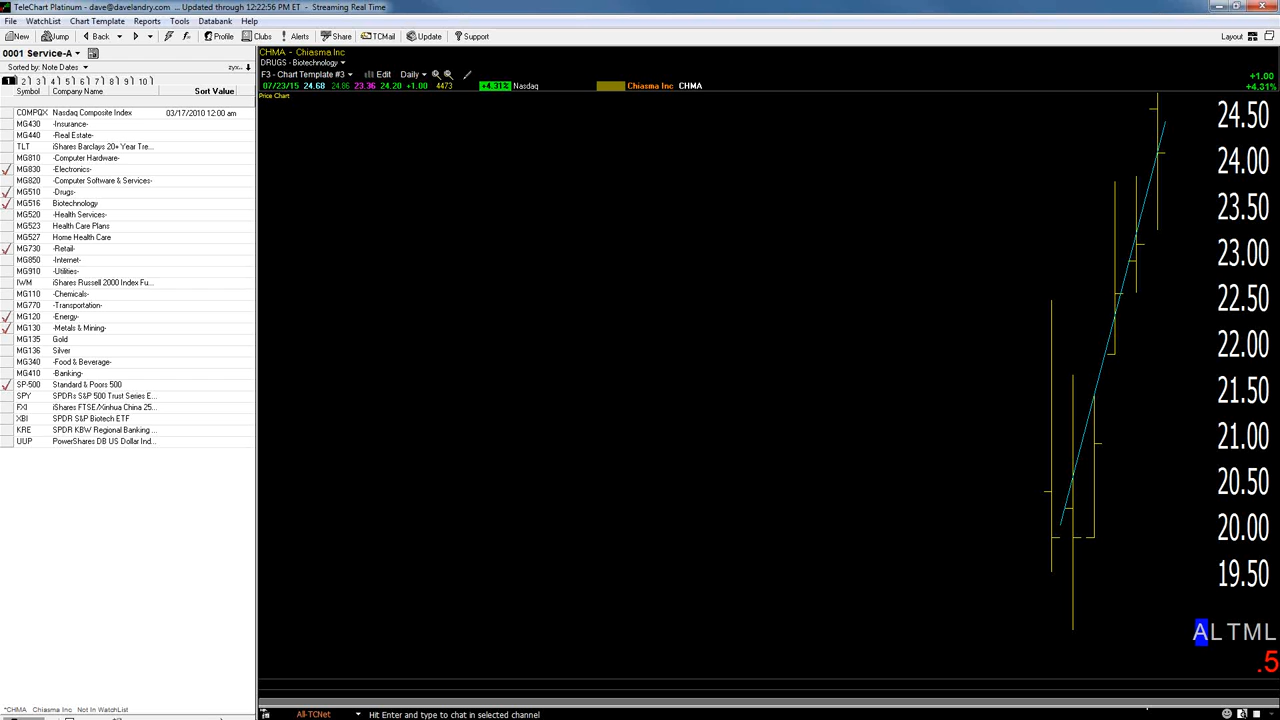 TeleChart Platinum - dave@davelandry.com ... Updated through 12:22:56 PM ET - Streaming Real Time
File WatchList Chart Template Reports Tools Databank Help
New Jump Back Profile Clubs Alerts Share TCMail Update Support Layout
0001 Service-A
Sorted by: Note Dates zyx..
1 2 3 4 5 6 7 8 9 10
Symbol Company Name Sort Value
COMPQX Nasdaq Composite Index 03/17/2010 12:00 am
MG430 -Insurance-
MG440 -Real Estate-
TLT iShares Barclays 20+ Year Tre...
MG810 -Computer Hardware-
MG830 -Electronics-
MG820 -Computer Software & Services-
MG510 -Drugs-
MG516 Biotechnology
MG520 -Health Services-
MG523 Health Care Plans
MG527 Home Health Care
MG730 -Retail-
MG850 -Internet-
MG910 -Utilities-
IWM iShares Russell 2000 Index Fu...
MG110 -Chemicals-
MG770 -Transportation-
MG120 -Energy-
MG130 -Metals & Mining-
MG135 Gold
MG136 Silver
MG340 -Food & Beverage-
MG410 -Banking-
SP-500 Standard & Poors 500
SPY SPDRs S&P 500 Trust Series E...
FXI iShares FTSE/Xinhua China 25...
XBI SPDR S&P Biotech ETF
KRE SPDR KBW Regional Banking ...
UUP PowerShares DB US Dollar Ind...
*CHMA Chiasma Inc Not In WatchList
CHMA - Chiasma Inc
DRUGS - Biotechnology
F3 - Chart Template #3 Edit Daily
+1.00
07/23/15 24.68 24.86 23.36 24.20 +1.00 4473 +4.31% Nasdaq Chiasma Inc CHMA +4.31%
Price Chart
24.50
24.00
23.50
23.00
22.50
22.00
21.50
21.00
20.50
20.00
19.50
ALTML
.5
All-TCNet Hit Enter and type to chat in selected channel